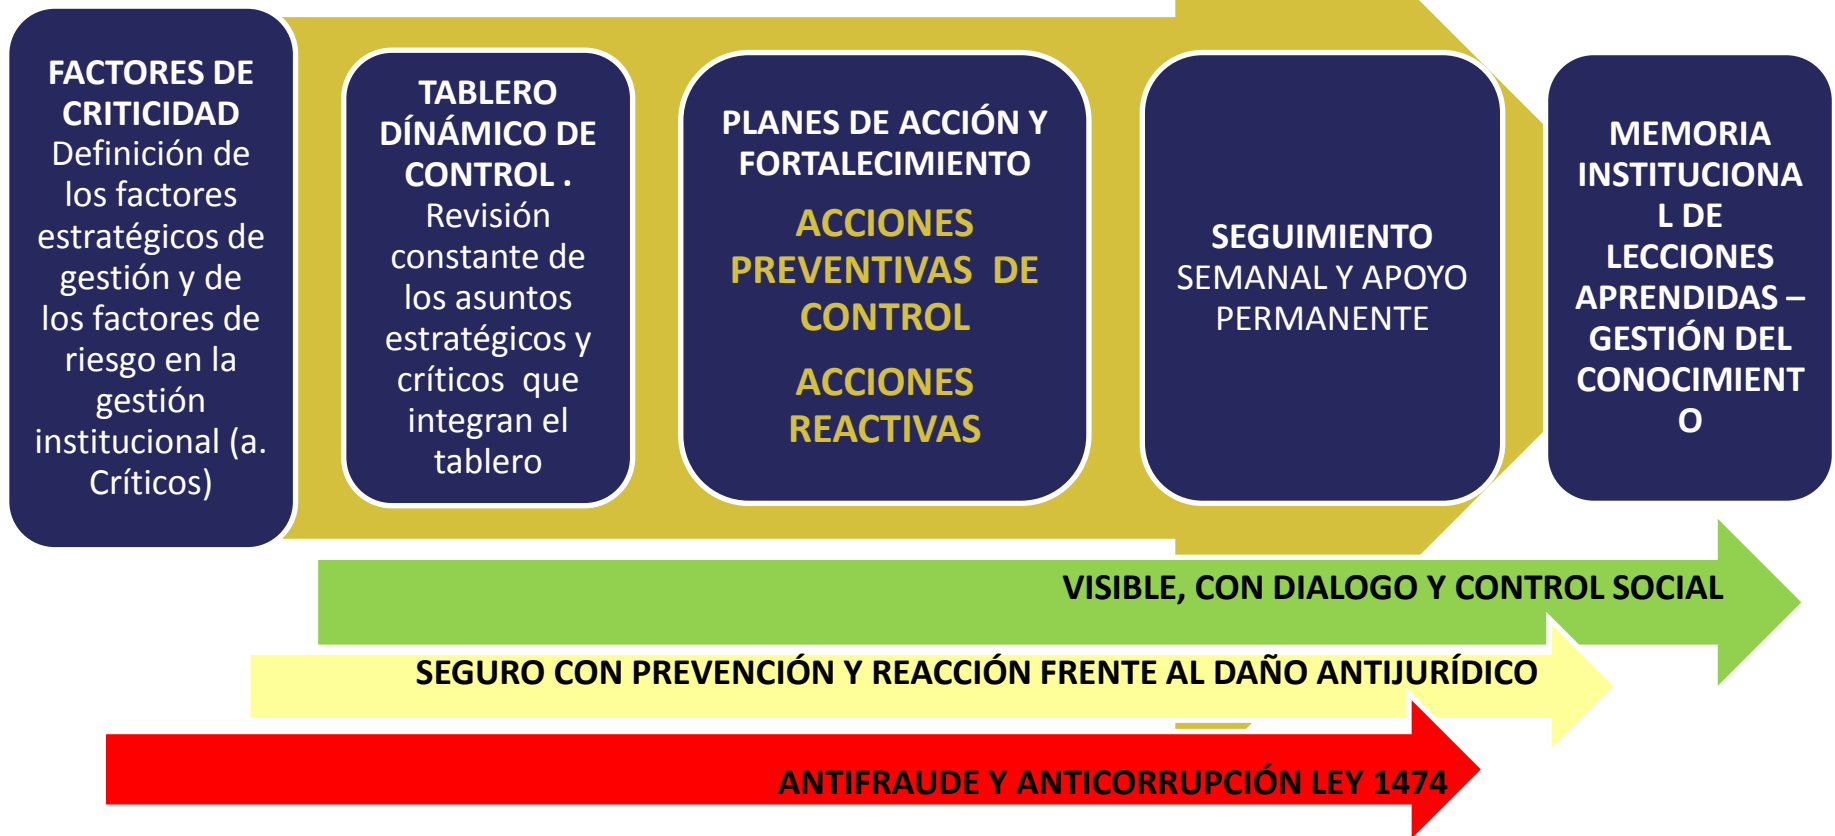 FACTORES DE
CRITICIDAD
Definición de
los factores
estratégicos de
gestión y de
los factores de
riesgo en la
gestión
institucional (a.
Críticos)
TABLERO
DÍNÁMICO DE
CONTROL .
Revisión
constante de
los asuntos
estratégicos y
críticos que
integran el
tablero
PLANES DE ACCIÓN Y
FORTALECIMIENTO
ACCIONES
PREVENTIVAS DE
CONTROL
ACCIONES
REACTIVAS
SEGUIMIENTO
SEMANAL Y APOYO
PERMANENTE
MEMORIA
INSTITUCIONA
L DE
LECCIONES
APRENDIDAS –
GESTIÓN DEL
CONOCIMIENT
O
VISIBLE, CON DIALOGO Y CONTROL SOCIAL
SEGURO CON PREVENCIÓN Y REACCIÓN FRENTE AL DAÑO ANTIJURÍDICO
ANTIFRAUDE Y ANTICORRUPCIÓN LEY 1474